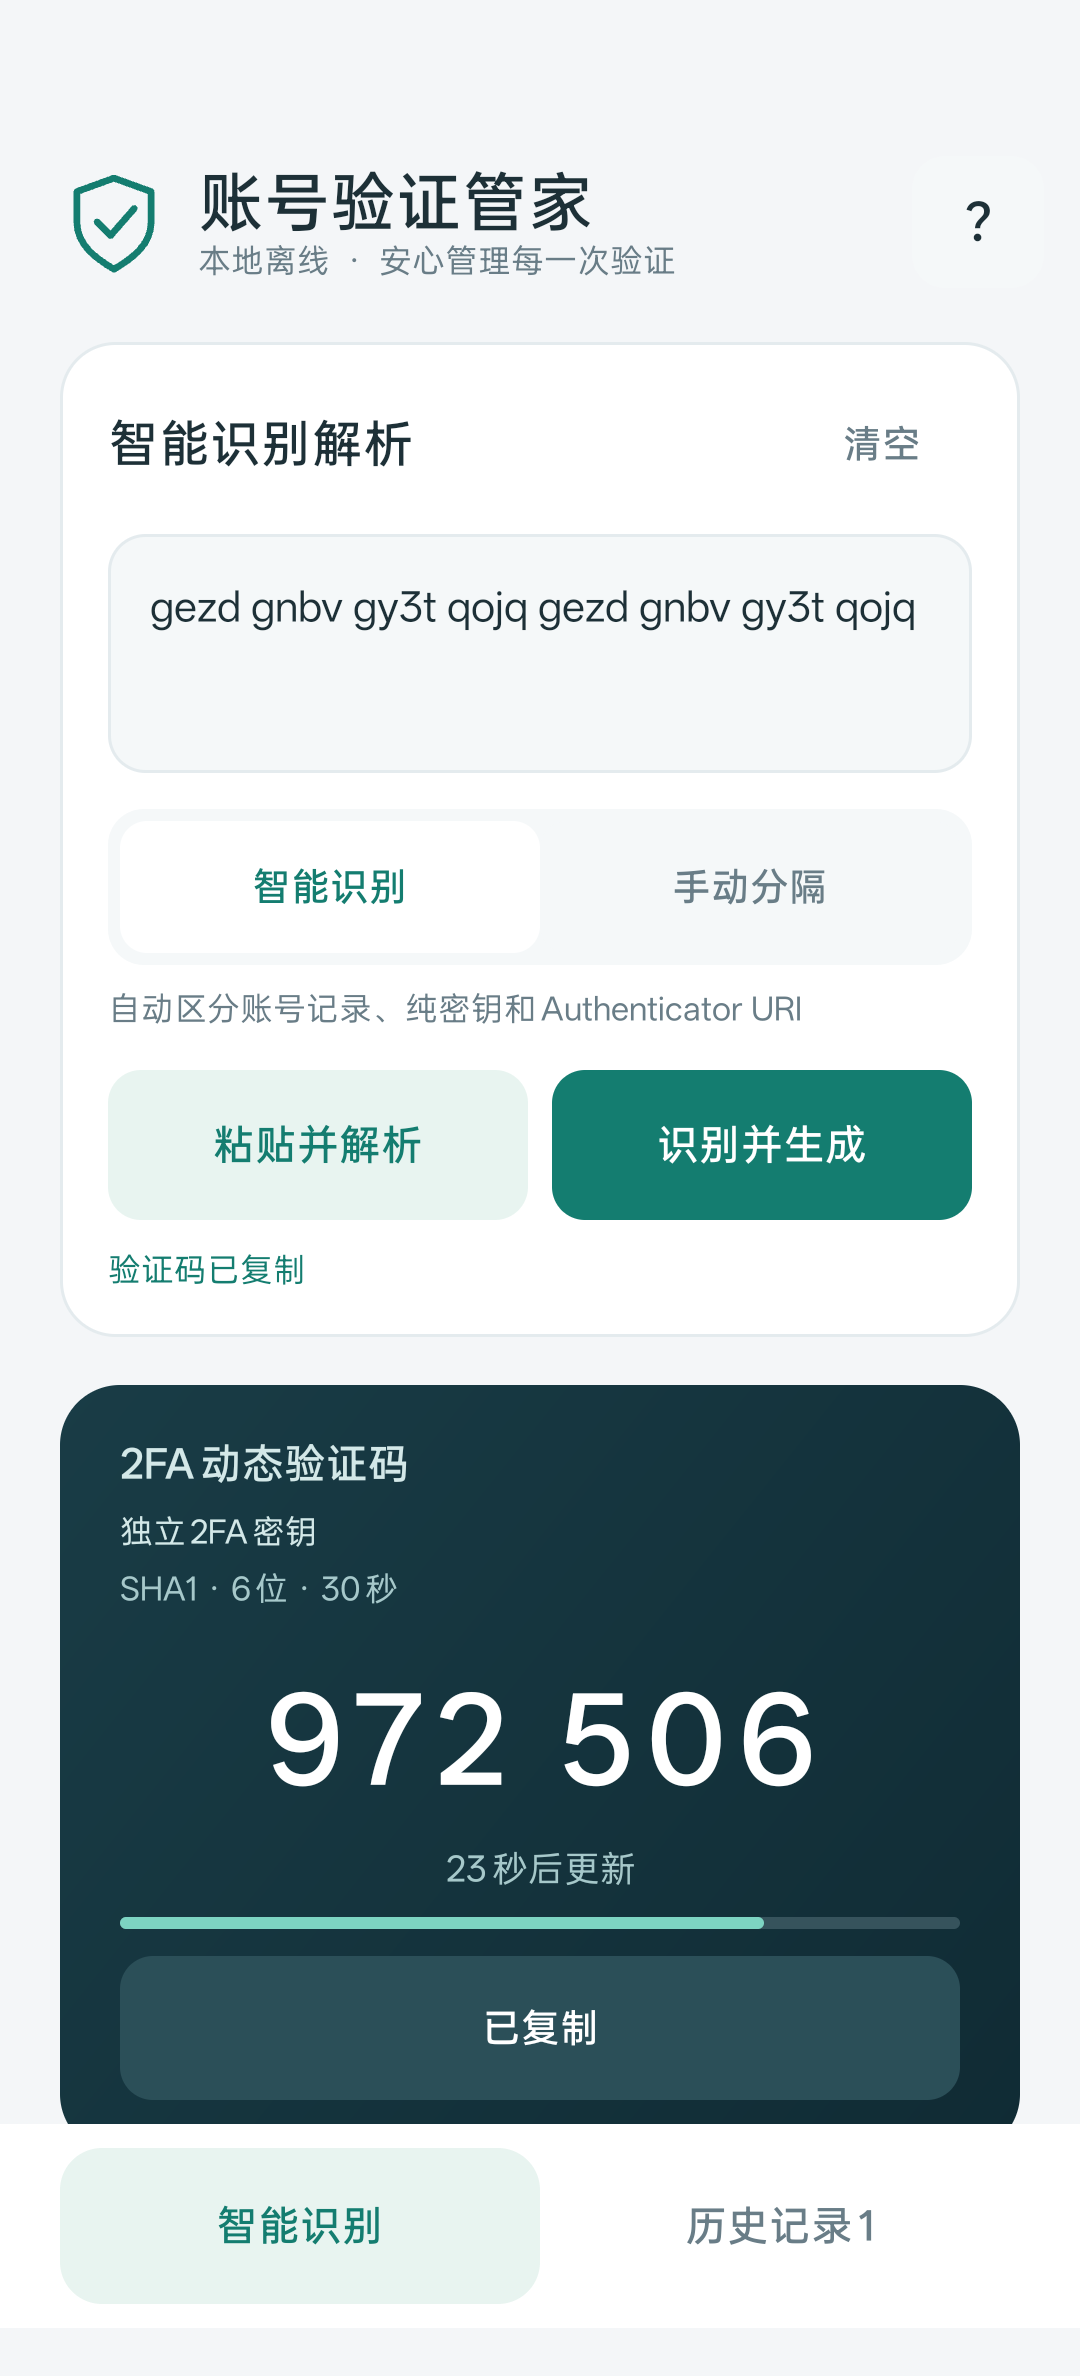 账号验证管家
本地离线 · 安心管理每一次验证
?
智能识别解析
清空
gezd gnbv gy3t qojq gezd gnbv gy3t qojq
智能识别
手动分隔
自动区分账号记录、纯密钥和 Authenticator URI
粘贴并解析
识别并生成
验证码已复制
2FA 动态验证码
独立 2FA 密钥
SHA1 · 6 位 · 30 秒
972 506
23 秒后更新
已复制
智能识别
历史记录 1